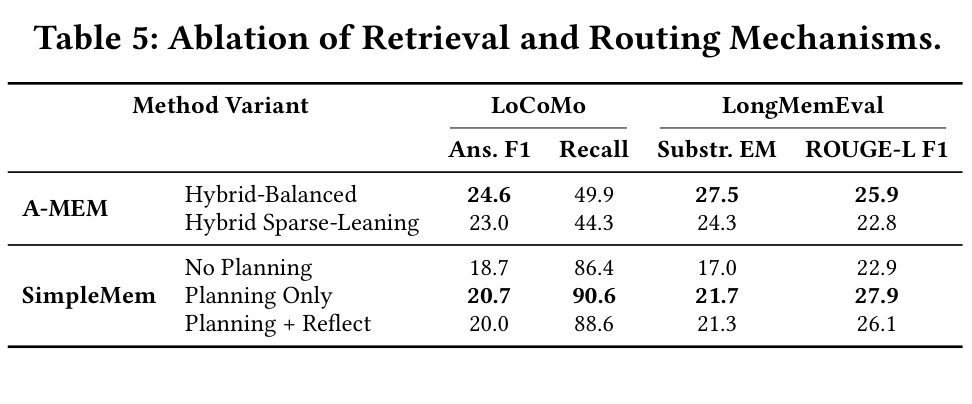 Table 5: Ablation of Retrieval and Routing Mechanisms.
Method Variant LoCoMo LongMemEval
Ans. F1 Recall Substr. EM ROUGE-L F1
A-MEM Hybrid-Balanced 24.6 49.9 27.5 25.9
Hybrid Sparse-Leaning 23.0 44.3 24.3 22.8
No Planning 18.7 86.4 17.0 22.9
SimpleMem Planning Only 20.7 90.6 21.7 27.9
Planning + Reflect 20.0 88.6 21.3 26.1